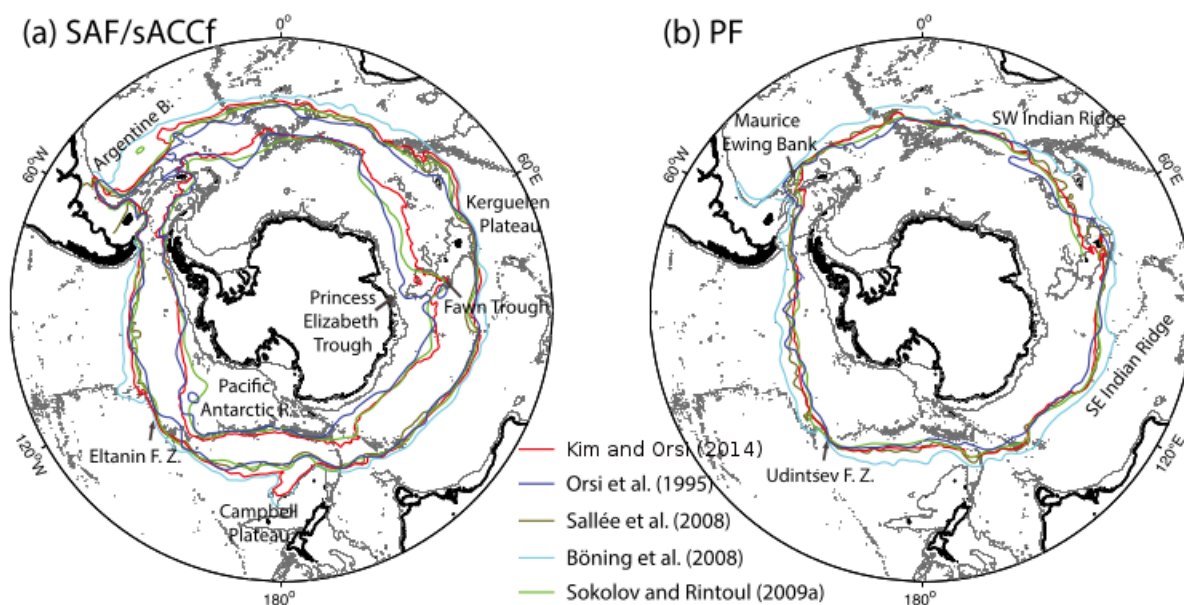 (a) SAF/sACCf
0°
Argentine B.
60°W
60°E
Kerguelen
Plateau
Fawn Trough
Princess
Elizabeth
Trough
Pacific
Antarctic R.
Eltanin F. Z.
120°W
Campbell
Plateau
180°
(b) PF
0°
Maurice
Ewing Bank
SW Indian Ridge
60°W
60°E
SE Indian Ridge
Udintsev F. Z.
120°E
180°
Kim and Orsi (2014)
Orsi et al. (1995)
Sallée et al. (2008)
Böning et al. (2008)
Sokolov and Rintoul (2009a)